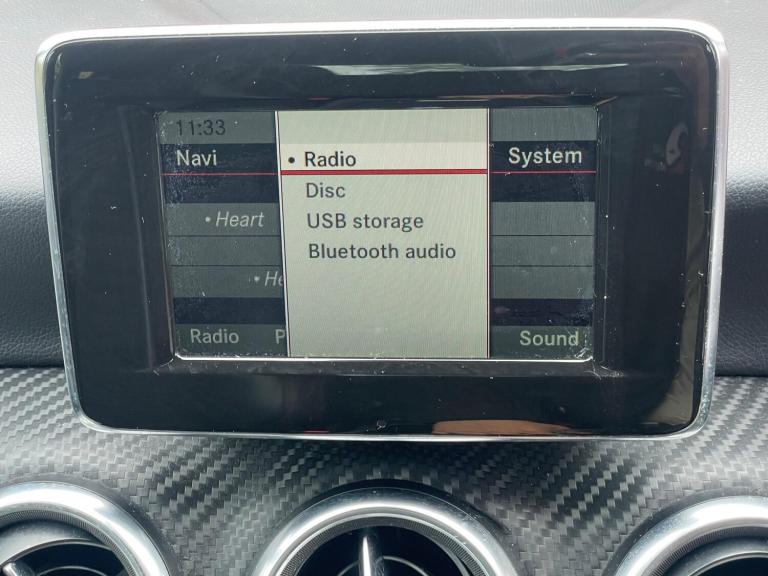 11:33
Navi
• Radio
System
Disc
• Heart
USB storage
Bluetooth audio
Radio
Sound